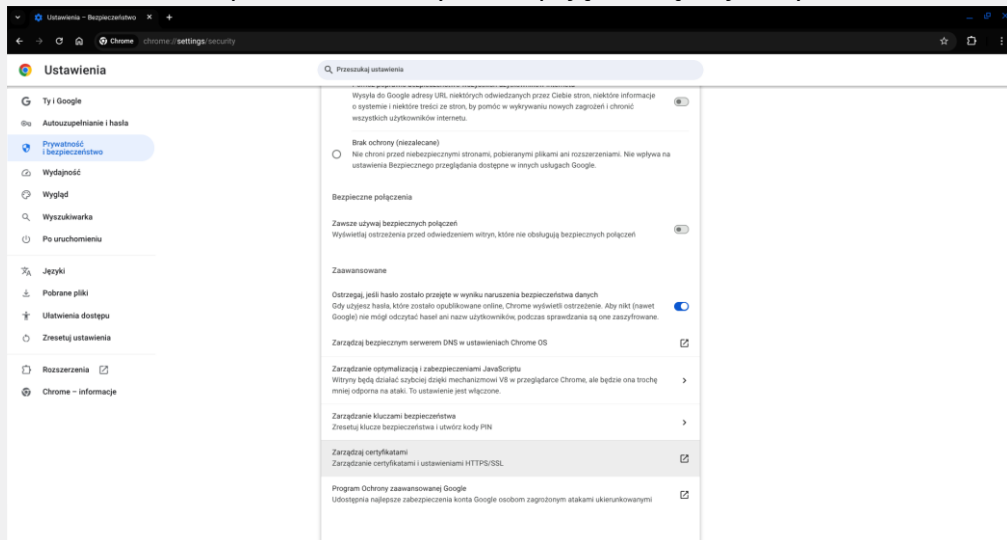 Ustawienia – Bezpieczeństwo
Chrome
chrome://settings/security
Ustawienia
Przeszukaj ustawienia
Ty i Google
Autouzupełnianie i hasła
Prywatność
i bezpieczeństwo
Wydajność
Wygląd
Wyszukiwarka
Po uruchomieniu
Języki
Pobrane pliki
Ułatwienia dostępu
Zresetuj ustawienia
Rozszerzenia
Chrome – informacje
Wysyła do Google adresy URL niektórych odwiedzanych przez Ciebie stron, niektóre informacje
o systemie i niektóre treści ze stron, by pomóc w wykrywaniu nowych zagrożeń i chronić
wszystkich użytkowników internetu.
Brak ochrony (niezalecane)
Nie chroni przed niebezpiecznymi stronami, pobieranymi plikami ani rozszerzeniami. Nie wpływa na
ustawienia Bezpiecznego przeglądania dostępne w innych usługach Google.
Bezpieczne połączenia
Zawsze używaj bezpiecznych połączeń
Wyświetlaj ostrzeżenia przed odwiedzeniem witryn, które nie obsługują bezpiecznych połączeń
Zaawansowane
Ostrzegaj, jeśli hasło zostało przejęte w wyniku naruszenia bezpieczeństwa danych
Gdy użyjesz hasła, które zostało opublikowane online, Chrome wyświetli ostrzeżenie. Aby nikt (nawet
Google) nie mógł odczytać haseł ani nazw użytkowników, podczas sprawdzania są one zaszyfrowane.
Zarządzaj bezpiecznym serwerem DNS w ustawieniach Chrome OS
Zarządzanie optymalizacją i zabezpieczeniami JavaScriptu
Witryny będą działać szybciej dzięki mechanizmowi V8 w przeglądarce Chrome, ale będzie ona trochę
mniej odporna na ataki. To ustawienie jest włączone.
Zarządzanie kluczami bezpieczeństwa
Zresetuj klucze bezpieczeństwa i utwórz kody PIN
Zarządzaj certyfikatami
Zarządzanie certyfikatami i ustawieniami HTTPS/SSL
Program Ochrony zaawansowanej Google
Udostępnia najlepsze zabezpieczenia konta Google osobom zagrożonym atakami ukierunkowanymi